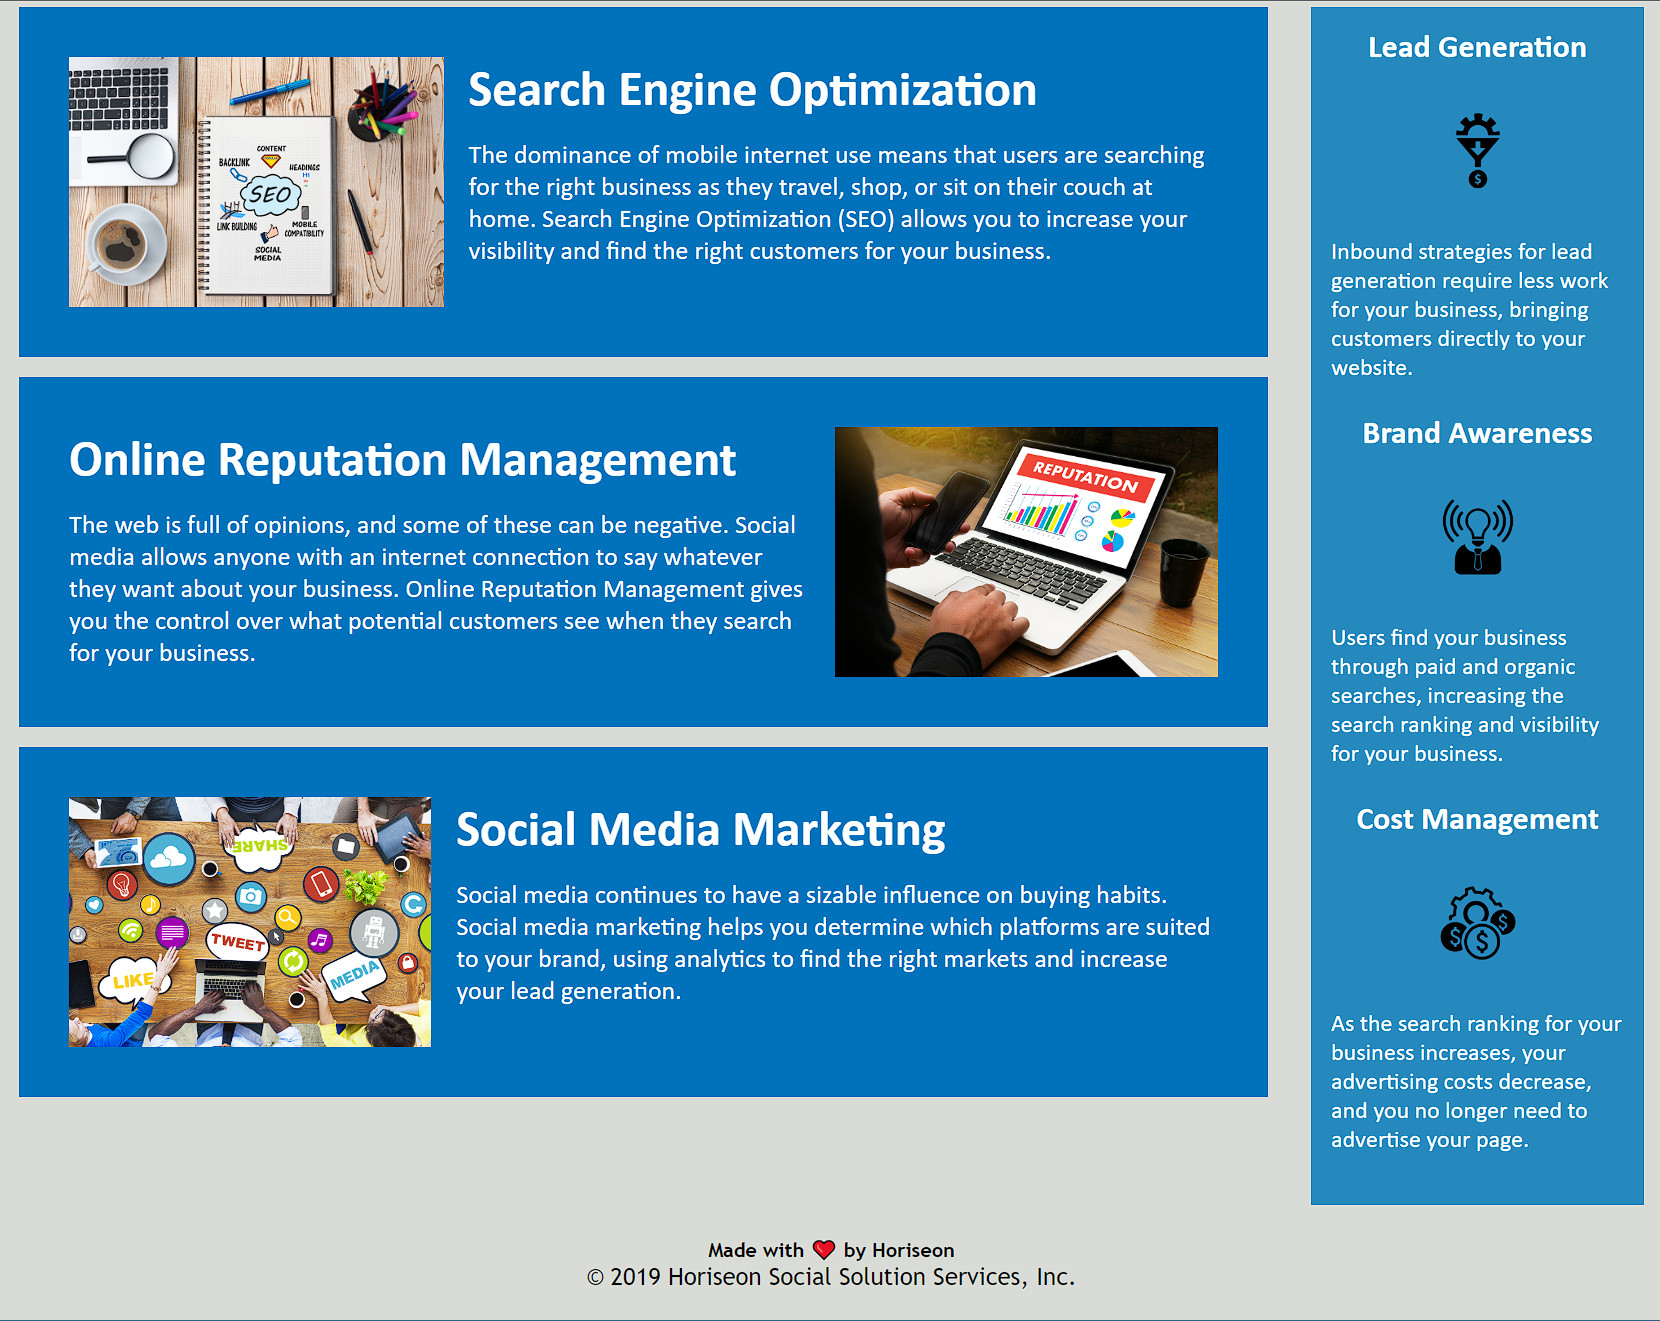 Search Engine Optimization
The dominance of mobile internet use means that users are searching
for the right business as they travel, shop, or sit on their couch at
home. Search Engine Optimization (SEO) allows you to increase your
visibility and find the right customers for your business.
CONTENT
BACKLINK
HEADINGS
H1
SEO
LINK BUILDING
MOBILE
COMPATIBILITY
SOCIAL
MEDIA
Online Reputation Management
The web is full of opinions, and some of these can be negative. Social
media allows anyone with an internet connection to say whatever
they want about your business. Online Reputation Management gives
you the control over what potential customers see when they search
for your business.
REPUTATION
Social Media Marketing
Social media continues to have a sizable influence on buying habits.
Social media marketing helps you determine which platforms are suited
to your brand, using analytics to find the right markets and increase
your lead generation.
SHARE
TWEET
LIKE
MEDIA
Lead Generation
$
Inbound strategies for lead
generation require less work
for your business, bringing
customers directly to your
website.
Brand Awareness
Users find your business
through paid and organic
searches, increasing the
search ranking and visibility
for your business.
Cost Management
$
$ $
As the search ranking for your
business increases, your
advertising costs decrease,
and you no longer need to
advertise your page.
Made with ❤️ by Horiseon
© 2019 Horiseon Social Solution Services, Inc.